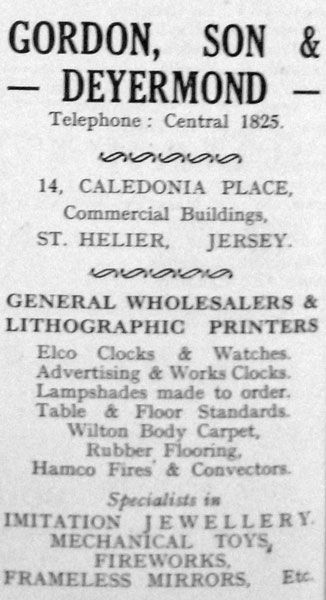 GORDON, SON &
— DEYERMOND —
Telephone: Central 1825.
14, CALEDONIA PLACE,
Commercial Buildings,
ST. HELIER, JERSEY.
GENERAL WHOLESALERS &
LITHOGRAPHIC PRINTERS
Elco Clocks & Watches.
Advertising & Works Clocks.
Lampshades made to order.
Table & Floor Standards.
Wilton Body Carpet,
Rubber Flooring,
Hamco Fires & Convectors.
Specialists in
IMITATION JEWELLERY.
MECHANICAL TOYS,
FIREWORKS,
FRAMELESS MIRRORS, Etc.